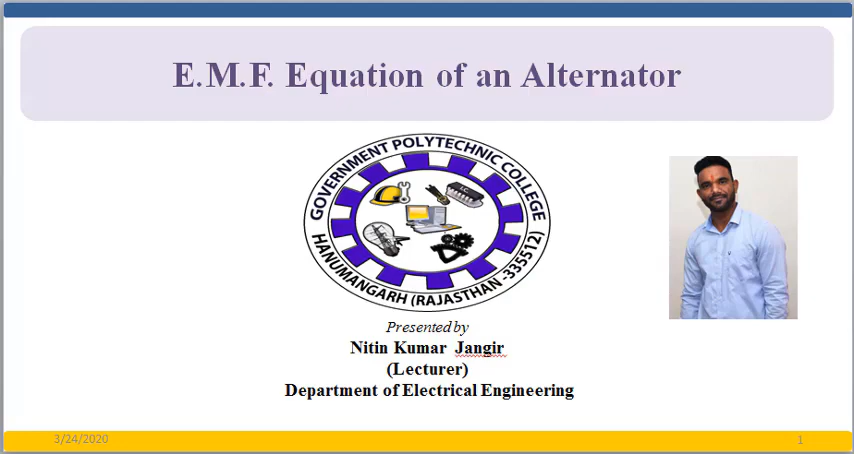 E.M.F. Equation of an Alternator
GOVERNMENT POLYTECHNIC COLLEGE
I.C
HANUMANGARH (RAJASTHAN -335512)
Presented by
Nitin Kumar Jangir
(Lecturer)
Department of Electrical Engineering
3/24/2020
1